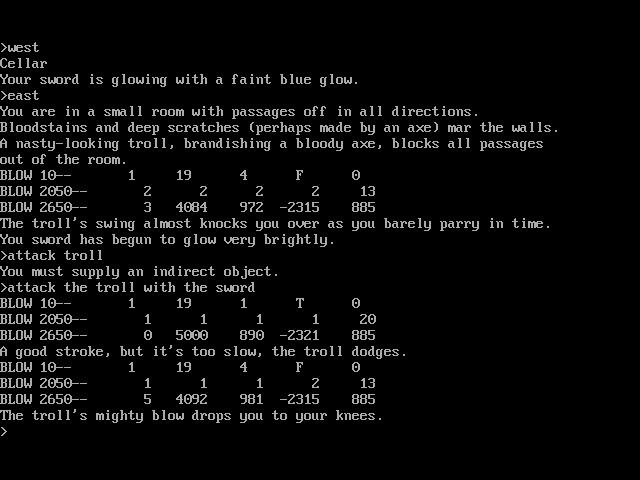 >west
Cellar
Your sword is glowing with a faint blue glow.
>east
You are in a small room with passages off in all directions.
Bloodstains and deep scratches (perhaps made by an axe) mar the walls.
A nasty-looking troll, brandishing a bloody axe, blocks all passages
out of the room.
BLOW 10-- 1 19 4 F 0
BLOW 2050-- 2 2 2 2 13
BLOW 2650-- 3 4084 972 -2315 885
The troll's swing almost knocks you over as you barely parry in time.
You sword has begun to glow very brightly.
>attack troll
You must supply an indirect object.
>attack the troll with the sword
BLOW 10-- 1 19 1 T 0
BLOW 2050-- 1 1 1 1 20
BLOW 2650-- 0 5000 890 -2321 885
A good stroke, but it's too slow, the troll dodges.
BLOW 10-- 1 19 4 F 0
BLOW 2050-- 1 1 1 2 13
BLOW 2650-- 5 4092 981 -2315 885
The troll's mighty blow drops you to your knees.
>